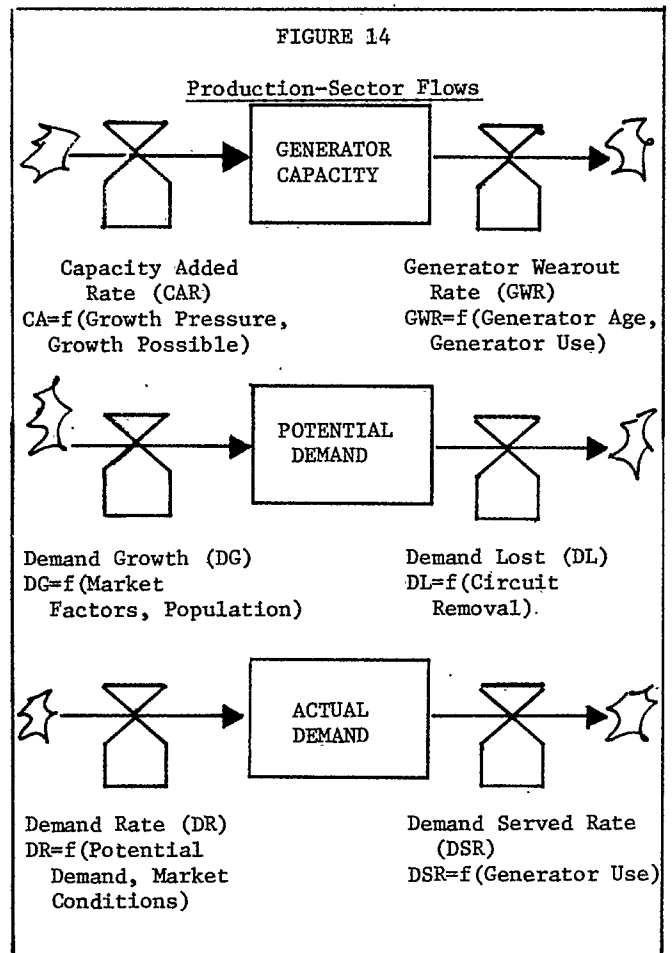 FIGURE 14
Production-Sector Flows
GENERATOR
CAPACITY
Capacity Added
Rate (CAR)
CA=f(Growth Pressure,
Growth Possible)
Generator Wearout
Rate (GWR)
GWR=f(Generator Age,
Generator Use)
POTENTIAL
DEMAND
Demand Growth (DG)
DG=f(Market
Factors, Population)
Demand Lost (DL)
DL=f(Circuit
Removal)
ACTUAL
DEMAND
Demand Rate (DR)
DR=f(Potential
Demand, Market
Conditions)
Demand Served Rate
(DSR)
DSR=f(Generator Use)